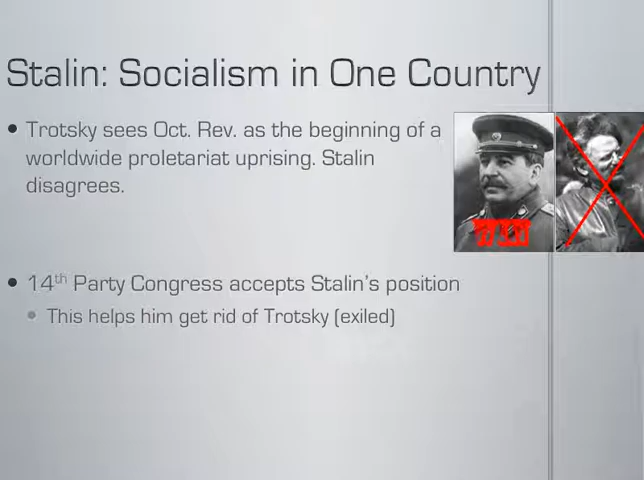 Stalin: Socialism in One Country
• Trotsky sees Oct. Rev. as the beginning of a
worldwide proletariat uprising. Stalin
disagrees.
• 14th Party Congress accepts Stalin's position
• This helps him get rid of Trotsky (exiled)